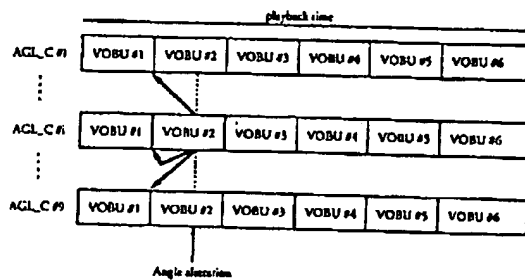 playback time
AGL_C #1 VOBU #1 VOBU #2 VOBU #3 VOBU #4 VOBU #5 VOBU #6
AGL_C #i VOBU #1 VOBU #2 VOBU #3 VOBU #4 VOBU #5 VOBU #6
AGL_C #9 VOBU #1 VOBU #2 VOBU #3 VOBU #4 VOBU #5 VOBU #6
Angle alteration